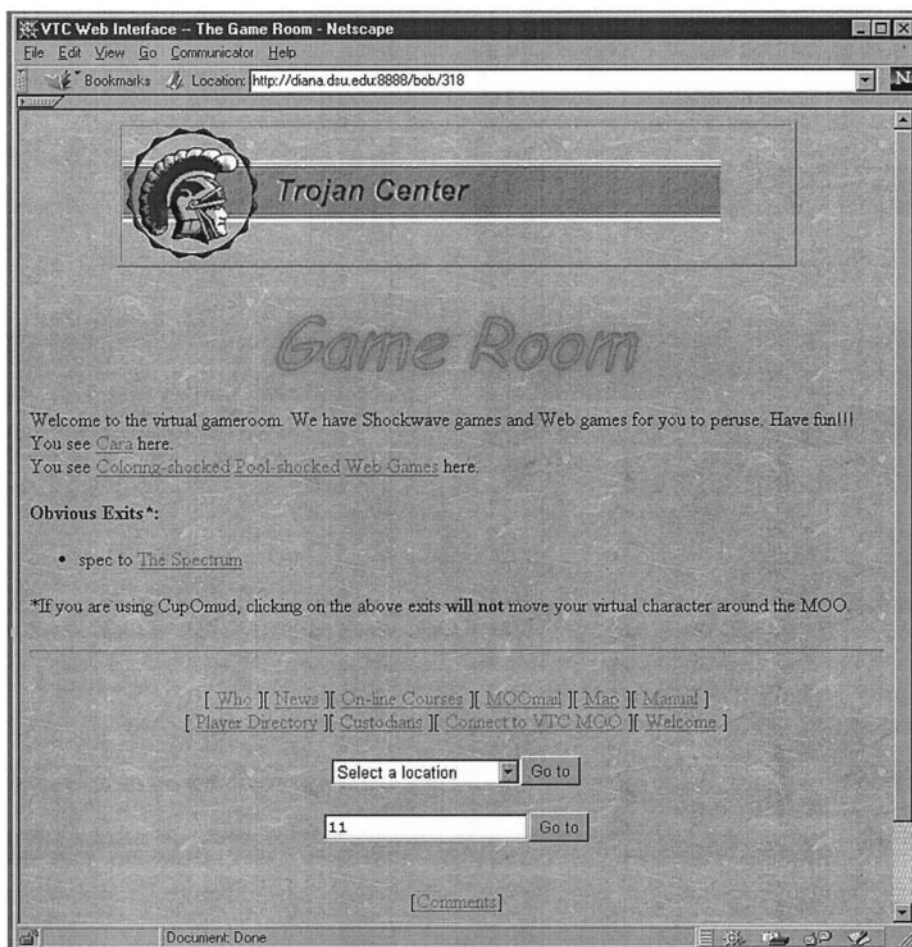 VTC Web Interface -- The Game Room - Netscape
File Edit View Go Communicator Help
Bookmarks Location: http://diana.dsu.edu:8888/bob/318
N
Trojan Center
Game Room
Welcome to the virtual gameroom. We have Shockwave games and Web games for you to peruse. Have fun!!!
You see Cara here.
You see Coloring-shocked Pool-shocked Web Games here.
Obvious Exits*:
• spec to The Spectrum
*If you are using CupOmud, clicking on the above exits will not move your virtual character around the MOO.
[ Who ][ News ][ On-line Courses ][ MOOmail ][ Map ][ Manual ]
[ Player Directory ][ Custodians ][ Connect to VTC MOO ][ Welcome ]
Select a location Go to
11 Go to
[Comments]
Document: Done